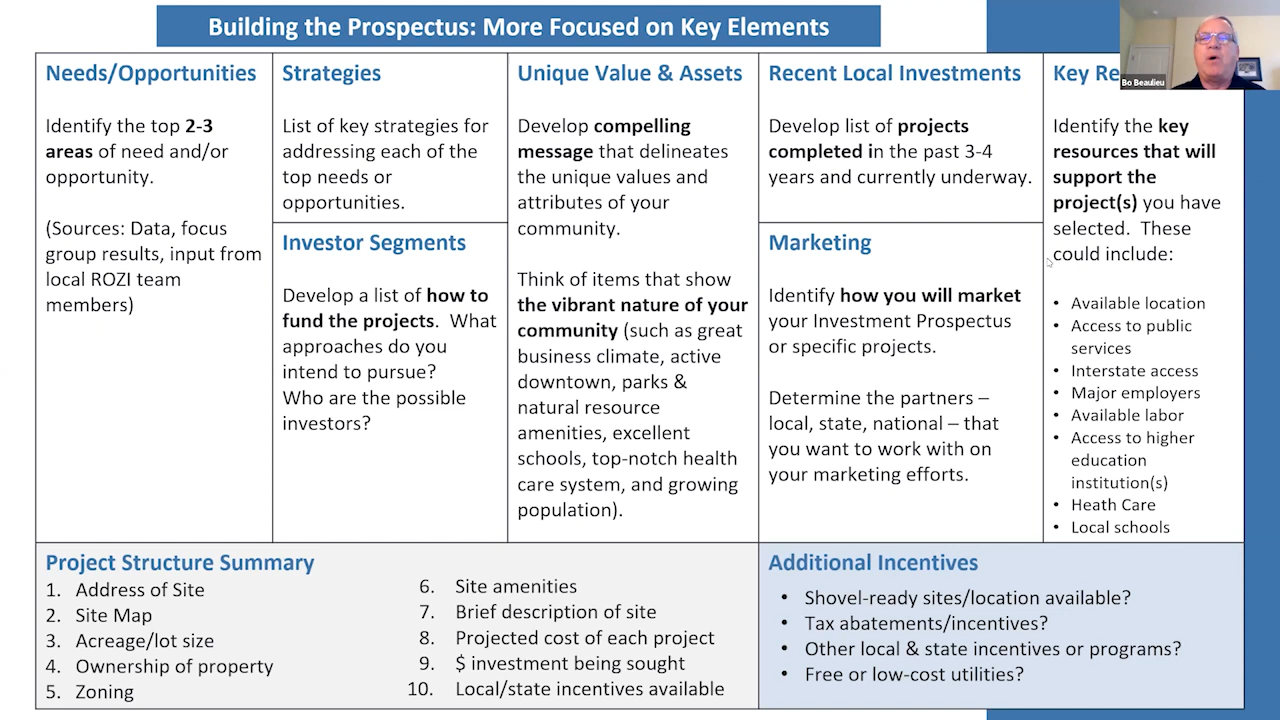 Building the Prospectus: More Focused on Key Elements
Bo Beaulieu
Needs/Opportunities
Identify the top 2-3
areas of need and/or
opportunity.
(Sources: Data, focus
group results, input from
local ROZI team
members)
Strategies
List of key strategies for
addressing each of the
top needs or
opportunities.
Investor Segments
Develop a list of how to
fund the projects. What
approaches do you
intend to pursue?
Who are the possible
investors?
Unique Value & Assets
Develop compelling
message that delineates
the unique values and
attributes of your
community.
Think of items that show
the vibrant nature of your
community (such as great
business climate, active
downtown, parks &
natural resource
amenities, excellent
schools, top-notch health
care system, and growing
population).
Recent Local Investments
Develop list of projects
completed in the past 3-4
years and currently underway.
Marketing
Identify how you will market
your Investment Prospectus
or specific projects.
Determine the partners –
local, state, national – that
you want to work with on
your marketing efforts.
Key Re
Identify the key
resources that will
support the
project(s) you have
selected. These
could include:
• Available location
• Access to public
services
• Interstate access
• Major employers
• Available labor
• Access to higher
education
institution(s)
• Heath Care
• Local schools
Project Structure Summary
1. Address of Site
2. Site Map
3. Acreage/lot size
4. Ownership of property
5. Zoning
6. Site amenities
7. Brief description of site
8. Projected cost of each project
9. $ investment being sought
10. Local/state incentives available
Additional Incentives
• Shovel-ready sites/location available?
• Tax abatements/incentives?
• Other local & state incentives or programs?
• Free or low-cost utilities?